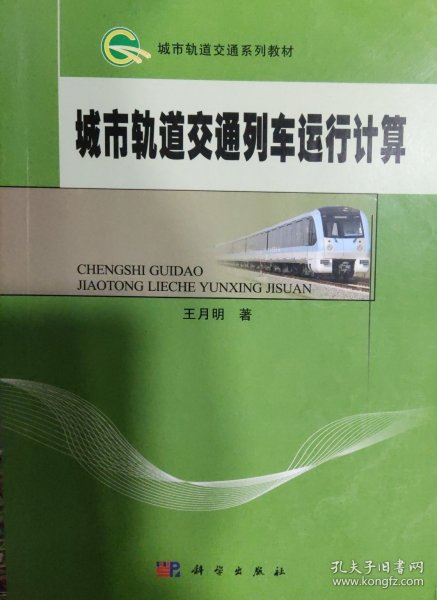 城市轨道交通系列教材
城市轨道交通列车运行计算
CHENGSHI GUIDAO
JIAOTONG LIECHE YUNXING JISUAN
王月明 著
科学出版社
孔夫子旧书网
www.kongfz.com